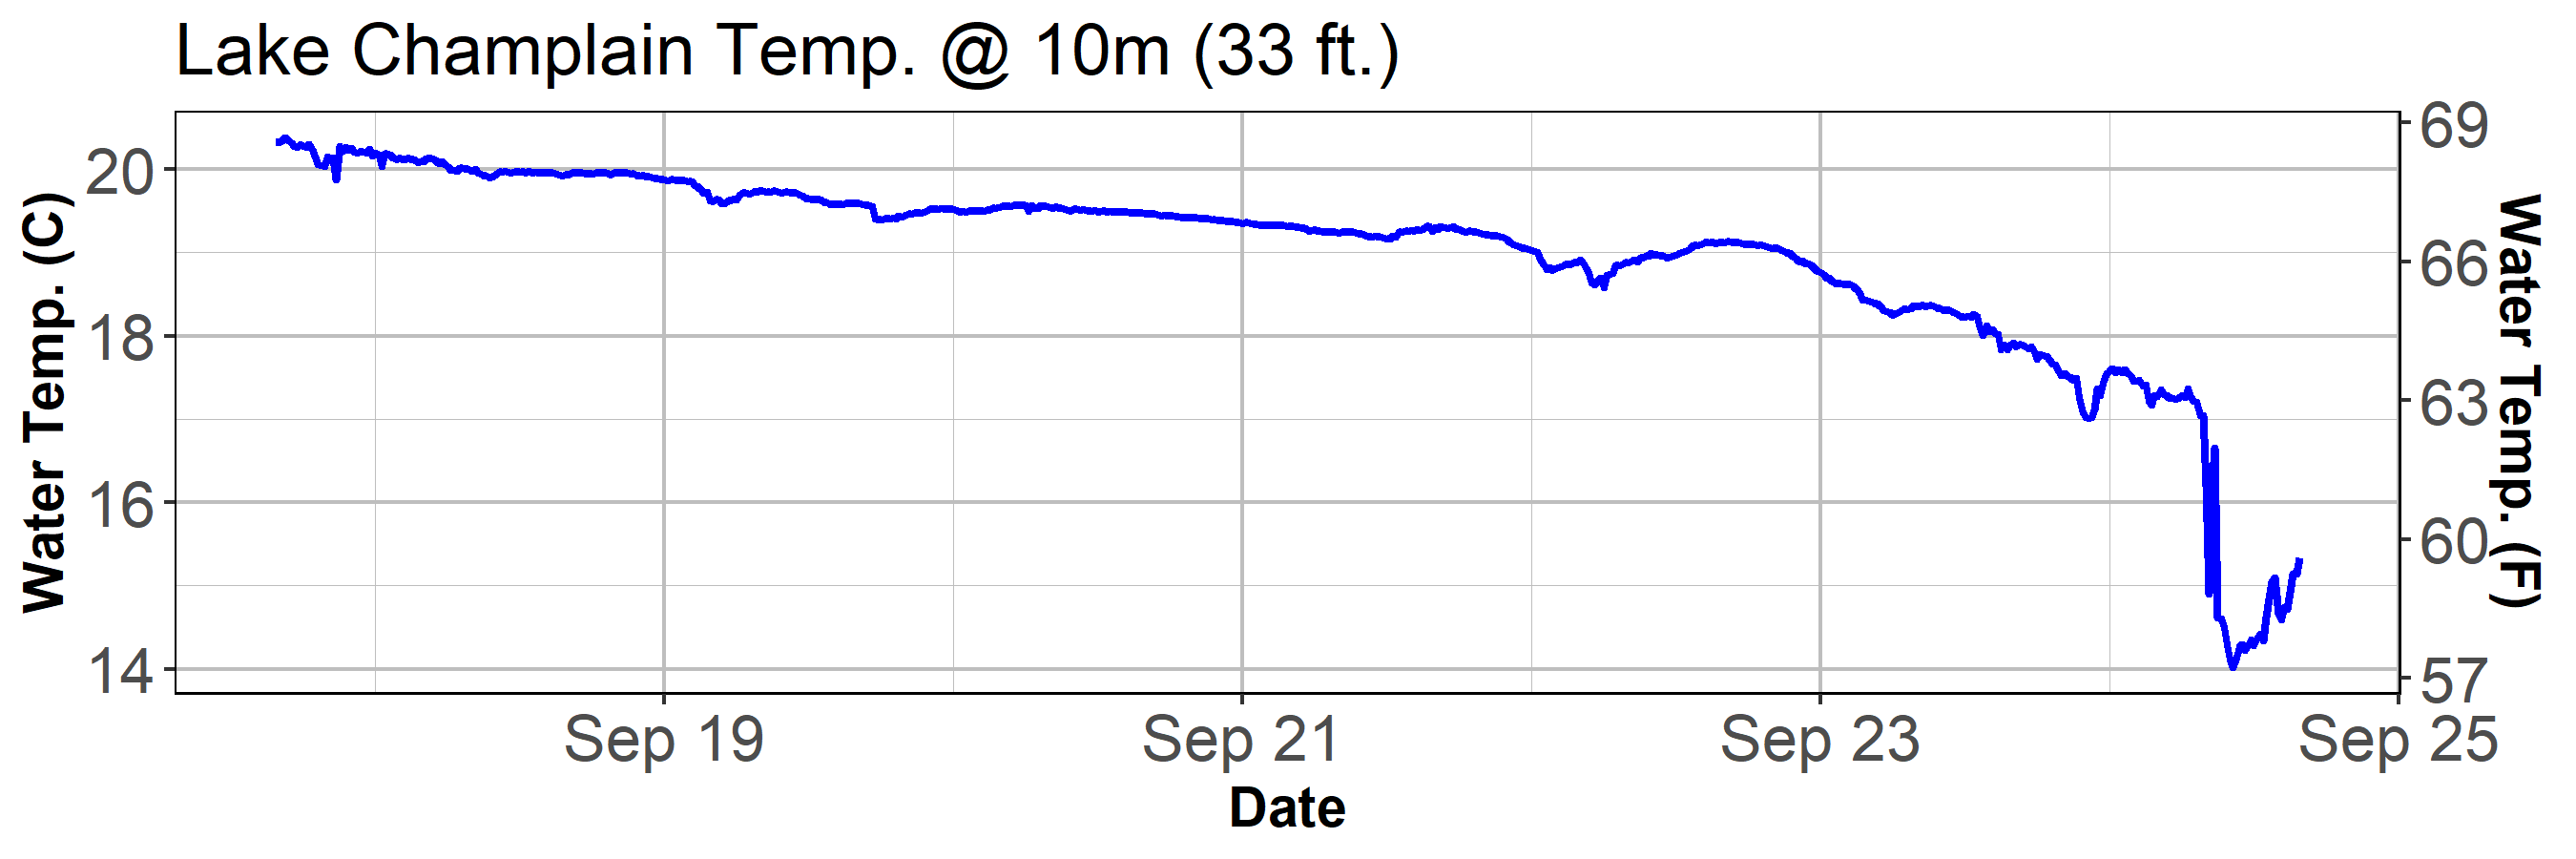 Lake Champlain Temp. @ 10m (33 ft.)
Water Temp. (C)
20
18
16
14
69
66
63
60
57
Water Temp. (F)
Sep 19
Sep 21
Sep 23
Sep 25
Date